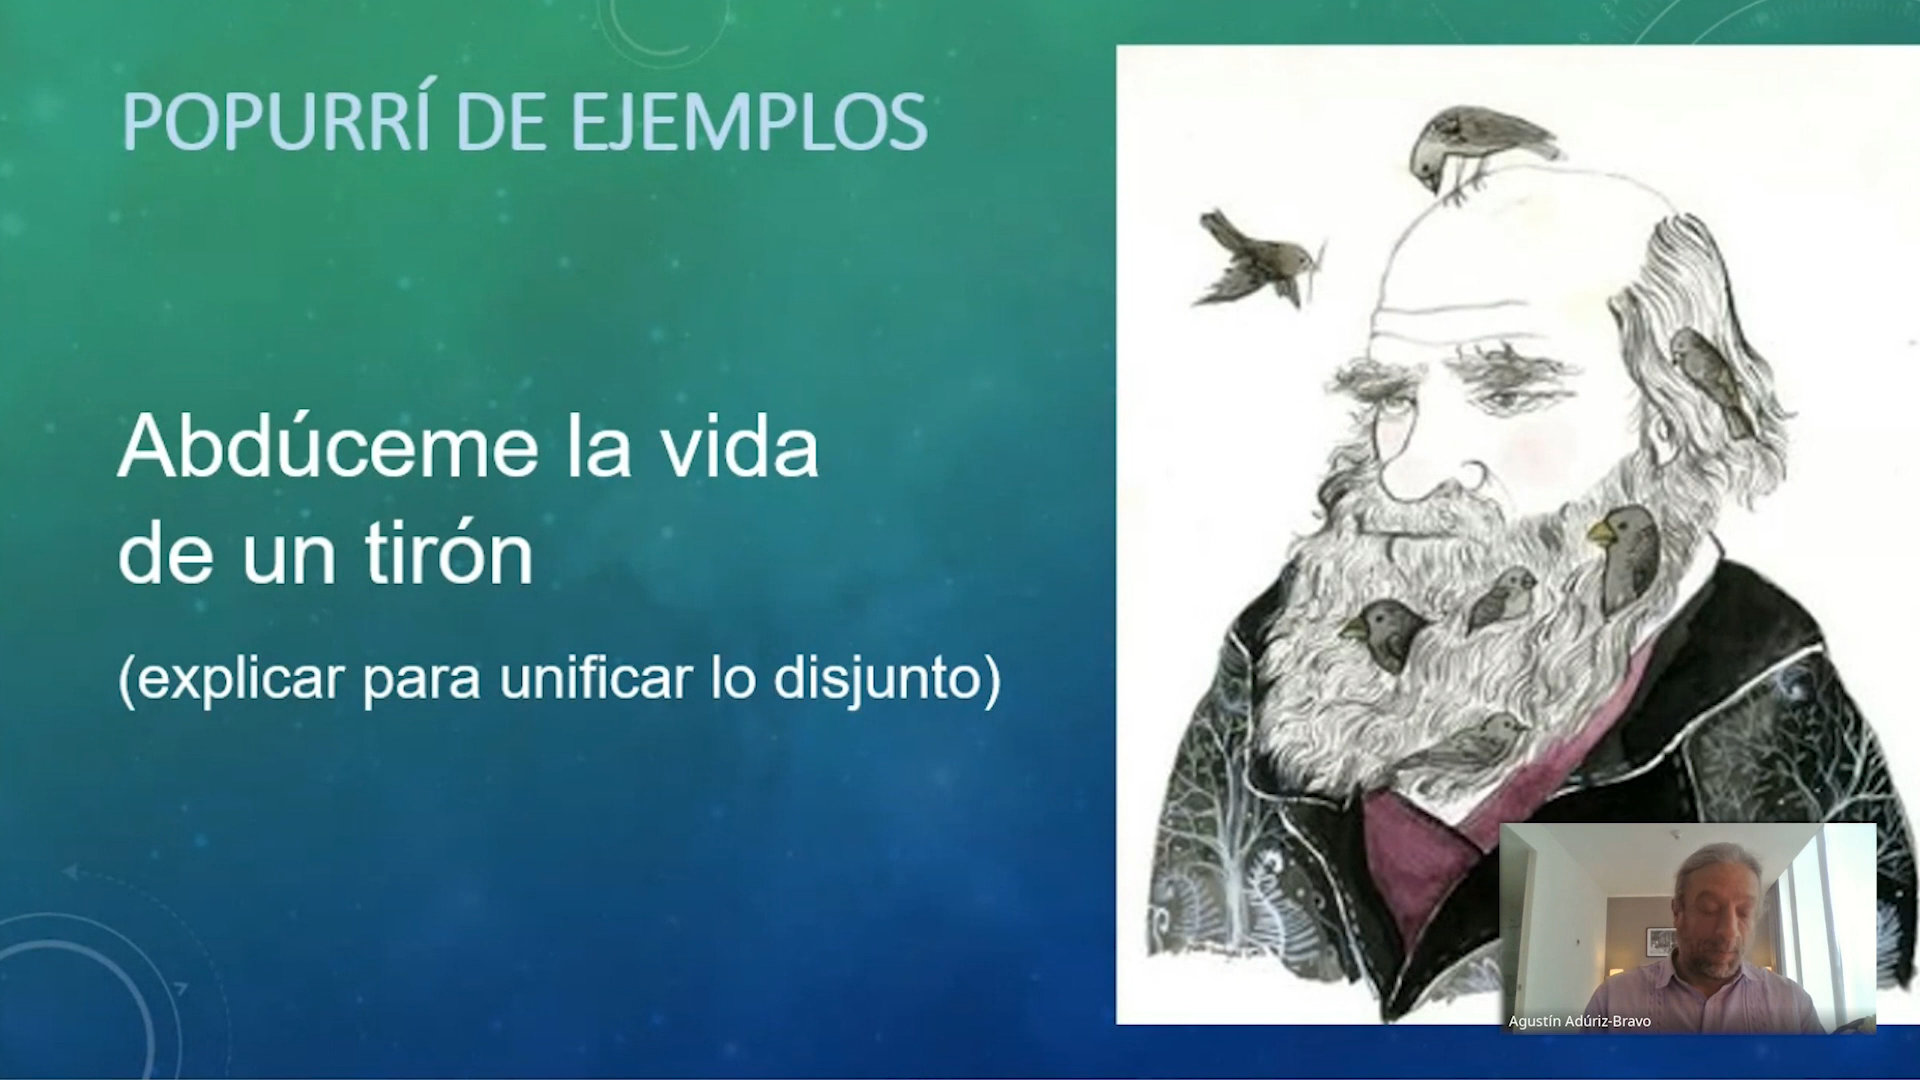 POPURRÍ DE EJEMPLOS
Abdúceme la vida
de un tirón
(explicar para unificar lo disjunto)
Agustín Adúriz-Bravo